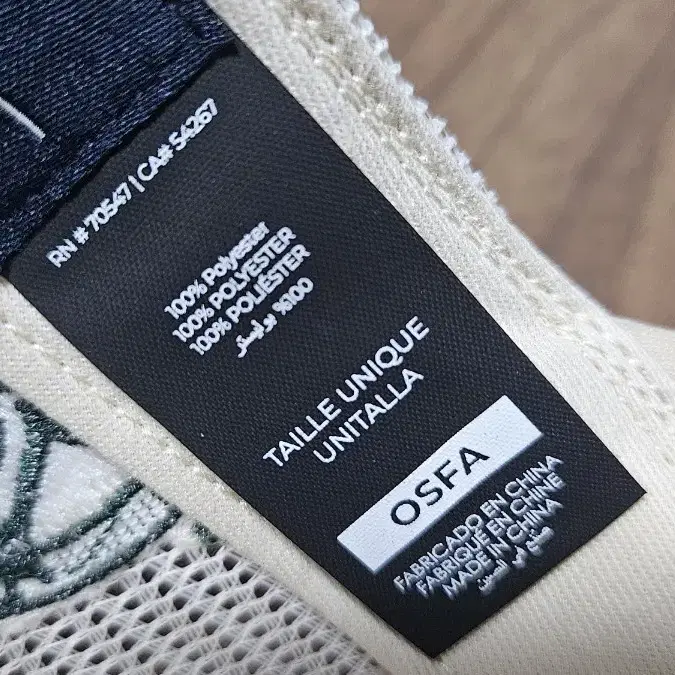 RN # 70547 | CA# 54267
100% Polyester
100% POLYESTER
100% POLIÉSTER
%100 بوليستر
TAILLE UNIQUE
UNITALLA
OSFA
FABRICADO EN CHINA
FABRIQUÉ EN CHINE
MADE IN CHINA
صنع في الصين